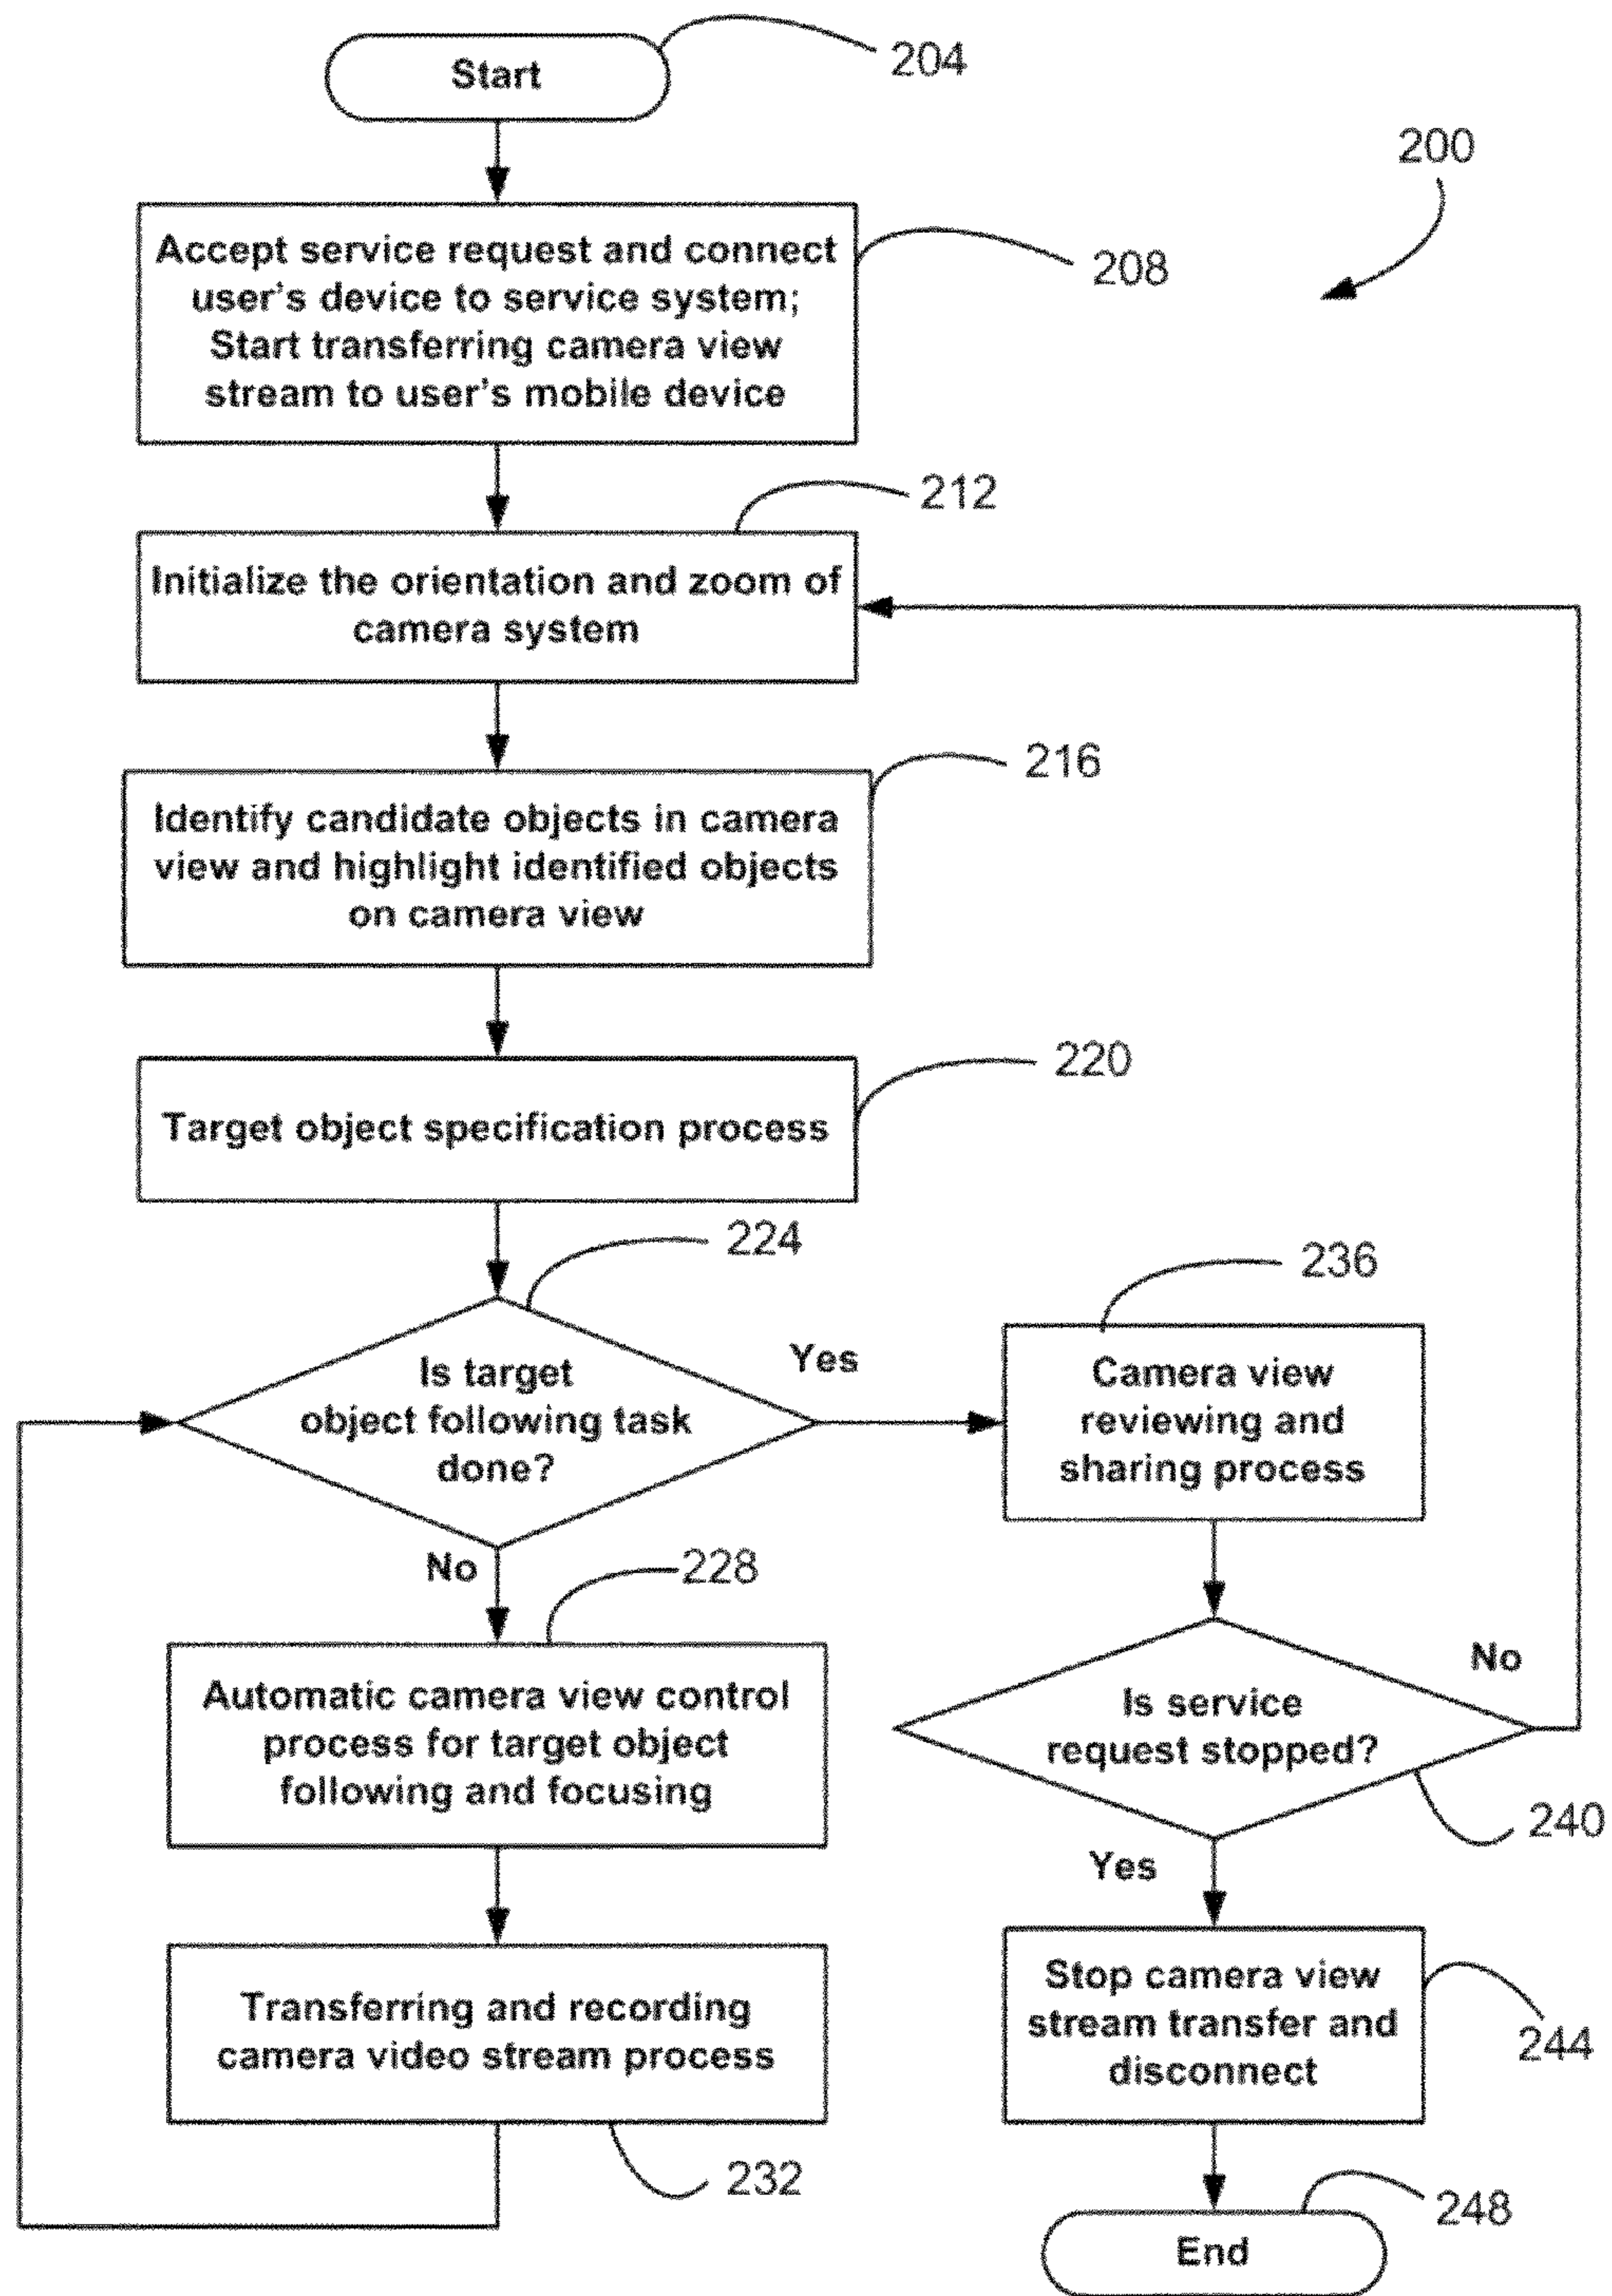 Start
204
200
Accept service request and connect
user's device to service system;
Start transferring camera view
stream to user's mobile device
208
212
Initialize the orientation and zoom of
camera system
216
Identify candidate objects in camera
view and highlight identified objects
on camera view
220
Target object specification process
224
Is target
object following task
done?
Yes
No
236
Camera view
reviewing and
sharing process
228
Automatic camera view control
process for target object
following and focusing
Is service
request stopped?
No
240
Yes
Transferring and recording
camera video stream process
232
Stop camera view
stream transfer and
disconnect
244
248
End